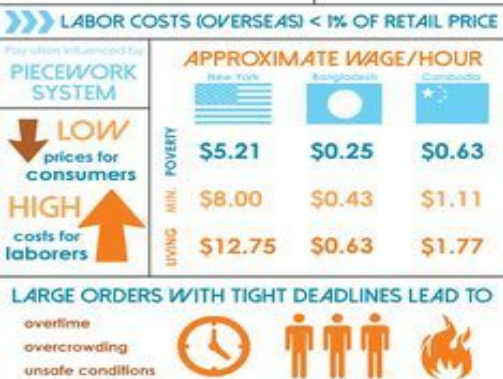 LABOR COSTS (OVERSEAS) < 1% OF RETAIL PRICE
Pay often influenced by
PIECEWORK
SYSTEM
LOW
prices for
consumers
HIGH
costs for
laborers
APPROXIMATE WAGE/HOUR
New York Bangladesh Cambodia
POVERTY $5.21 $0.25 $0.63
MIN. $8.00 $0.43 $1.11
LIVING $12.75 $0.63 $1.77
LARGE ORDERS WITH TIGHT DEADLINES LEAD TO
overtime
overcrowding
unsafe conditions